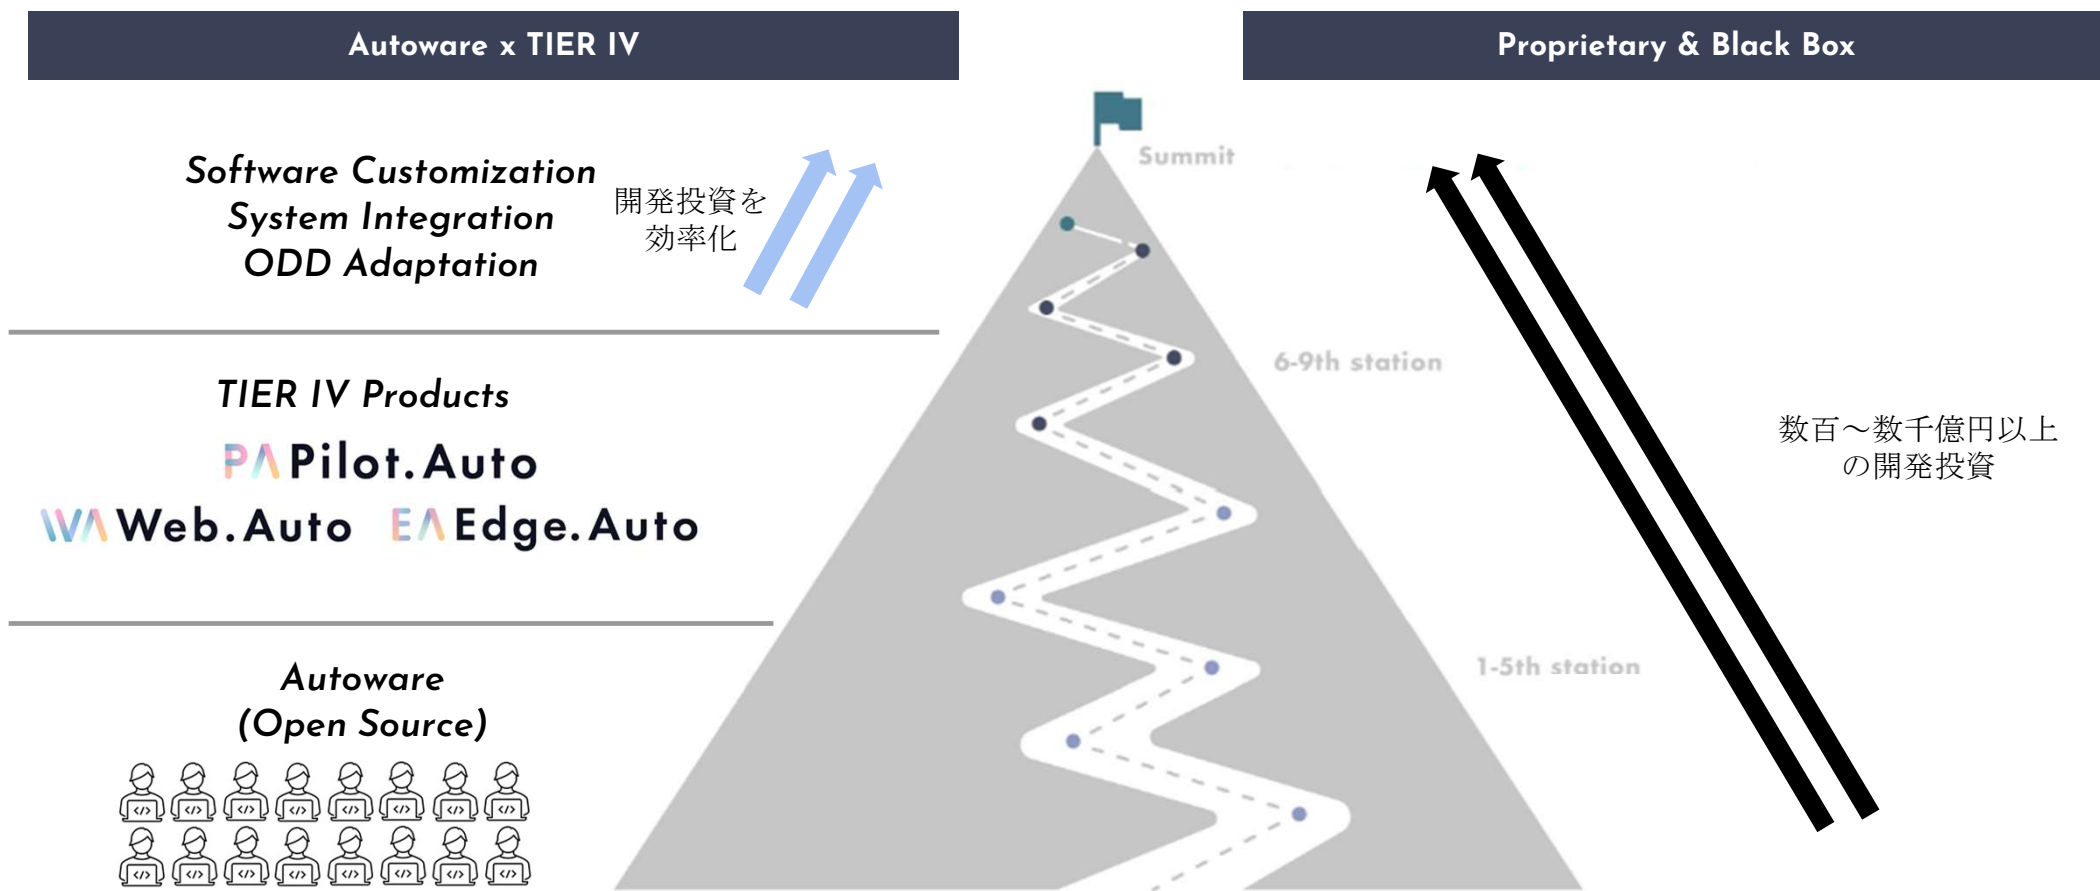 Autoware x TIER IV
Proprietary & Black Box
Summit
Software Customization
System Integration
ODD Adaptation
開発投資を
効率化
6-9th station
TIER IV Products
PA Pilot.Auto
WA Web.Auto EA Edge.Auto
数百～数千億円以上
の開発投資
1-5th station
Autoware
(Open Source)
</>  </>  </>  </>  </>  </>  </>  </>
</>  </>  </>  </>  </>  </>  </>  </>